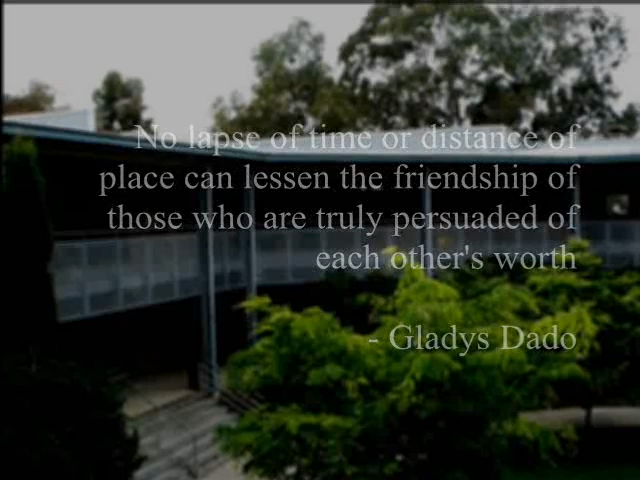 No lapse of time or distance of
place can lessen the friendship of
those who are truly persuaded of
each other's worth
- Gladys Dado